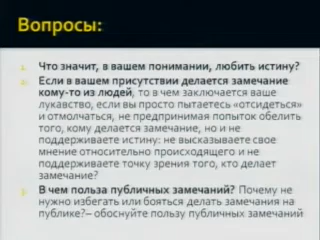 Вопросы:
1. Что значит, в вашем понимании, любить истину?
2. Если в вашем присутствии делается замечание
кому-то из людей, то в чем заключается ваше
лукавство, если вы просто пытаетесь «отсидеться»
и отмолчаться, не предпринимая попыток обелить
того, кому делается замечание, но и не
поддерживаете истину: не высказываете свое
мнение относительно происходящего и не
поддерживаете точку зрения того, кто делает
замечание?
3. В чем польза публичных замечаний? Почему не
нужно избегать или бояться делать замечания на
публике?– обоснуйте пользу публичных замечаний